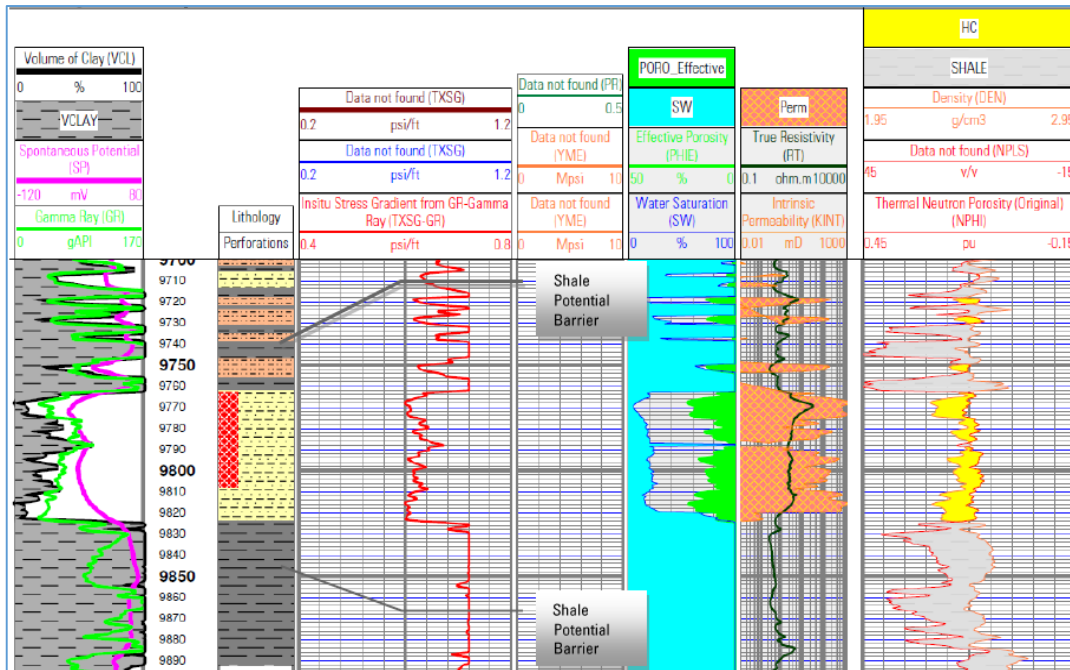 HC
Volume of Clay (VCL)
0 % 100
VCLAY
Spontaneous Potential
(SP)
-120 mV 80
Gamma Ray (GR)
0 gAPI 170
Lithology
Perforations
Data not found (TXSG)
0.2 psi/ft 1.2
Data not found (TXSG)
0.2 psi/ft 1.2
Insitu Stress Gradient from GR-Gamma
Ray (TXSG-GR)
0.4 psi/ft 0.8
Data not found (PR)
0 0.5
Data not found
(YME)
0 Mpsi 10
Data not found
(YME)
0 Mpsi 10
PORO_Effective
SW
Effective Porosity
(PHIE)
50 % 0
Water Saturation
(SW)
0 % 100
Perm
True Resistivity
(RT)
0.1 ohm.m 10000
Intrinsic
Permeability (KINT)
0.01 mD 1000
SHALE
Density (DEN)
1.95 g/cm3 2.95
Data not found (NPLS)
45 v/v -15
Thermal Neutron Porosity (Original)
(NPHI)
0.45 pu -0.15
9700
9710
9720
9730
9740
9750
9760
9770
9780
9790
9800
9810
9820
9830
9840
9850
9860
9870
9880
9890
Shale
Potential
Barrier
Shale
Potential
Barrier